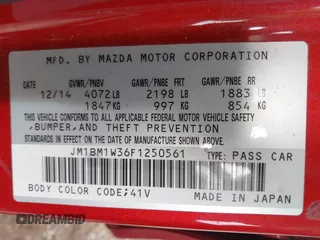 MFD. BY MAZDA MOTOR CORPORATION
GVWR/PNBV GAWR/PNBE FRT GAWR/PNBE RR
12/14 4072LB 2198 LB 1883 LB
1847KG 997 KG 854 KG
THIS VEHICLE CONFORMS TO ALL APPLICABLE FEDERAL MOTOR VEHICLE SAFETY
,BUMPER,AND THEFT PREVENTION
STANDARDS IN EFFECT ON THE DATE OF MANUFACTURE SHOWN ABOVE.
JM1BM1W36F1250561 TYPE: PASS CAR
BODY COLOR CODE:41V MADE IN JAPAN
DREAMBID